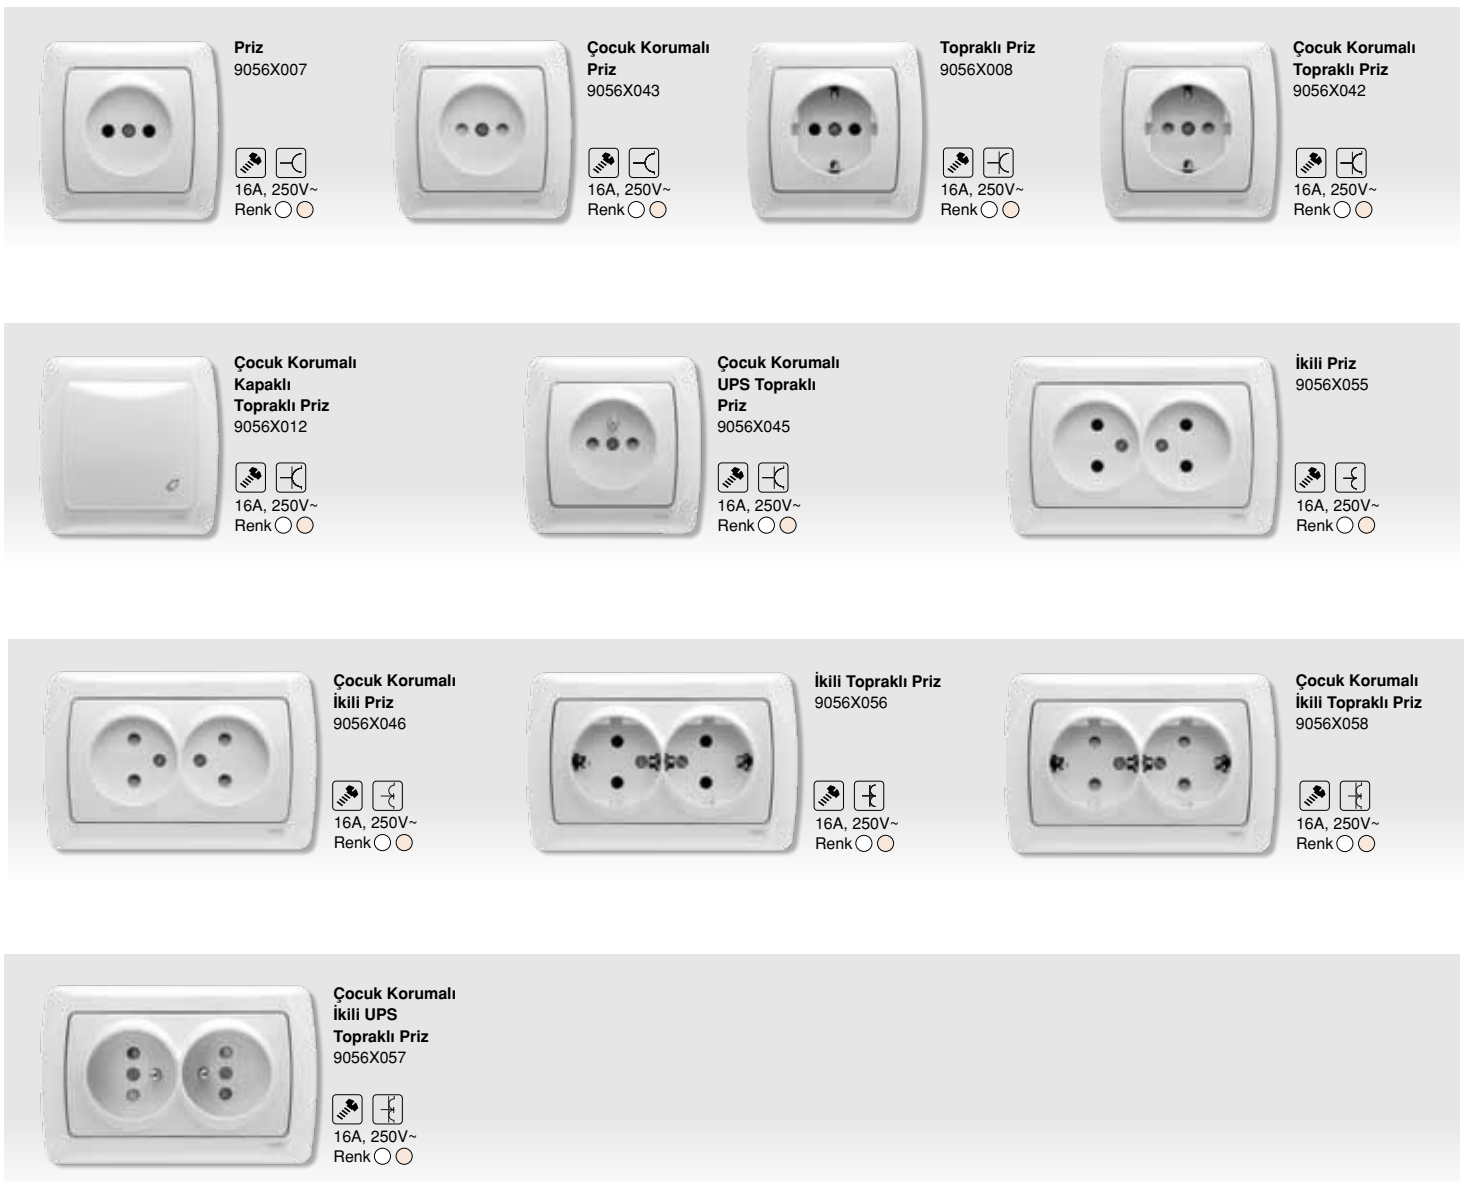 Priz
9056X007
16A, 250V~
Renk
Çocuk Korumalı
Priz
9056X043
16A, 250V~
Renk
Topraklı Priz
9056X008
16A, 250V~
Renk
Çocuk Korumalı
Topraklı Priz
9056X042
16A, 250V~
Renk
Çocuk Korumalı
Kapaklı
Topraklı Priz
9056X012
16A, 250V~
Renk
Çocuk Korumalı
UPS Topraklı
Priz
9056X045
16A, 250V~
Renk
İkili Priz
9056X055
16A, 250V~
Renk
Çocuk Korumalı
İkili Priz
9056X046
16A, 250V~
Renk
İkili Topraklı Priz
9056X056
16A, 250V~
Renk
Çocuk Korumalı
İkili Topraklı Priz
9056X058
16A, 250V~
Renk
Çocuk Korumalı
İkili UPS
Topraklı Priz
9056X057
16A, 250V~
Renk